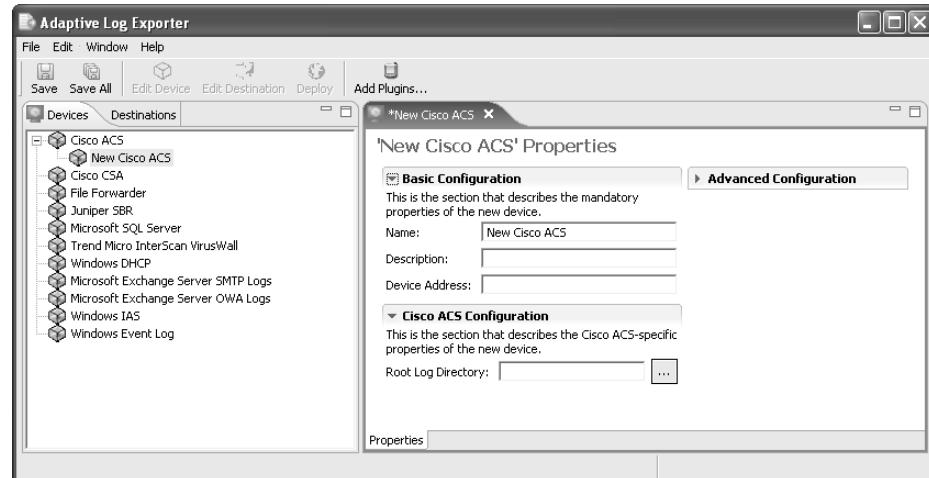 Adaptive Log Exporter
File Edit Window Help
Save Save All Edit Device Edit Destination Deploy Add Plugins...
Devices Destinations
Cisco ACS
New Cisco ACS
Cisco CSA
File Forwarder
Juniper SBR
Microsoft SQL Server
Trend Micro InterScan VirusWall
Windows DHCP
Microsoft Exchange Server SMTP Logs
Microsoft Exchange Server OWA Logs
Windows IAS
Windows Event Log
*New Cisco ACS
'New Cisco ACS' Properties
Basic Configuration
This is the section that describes the mandatory
properties of the new device.
Name: New Cisco ACS
Description:
Device Address:
Cisco ACS Configuration
This is the section that describes the Cisco ACS-specific
properties of the new device.
Root Log Directory: ...
Advanced Configuration
Properties